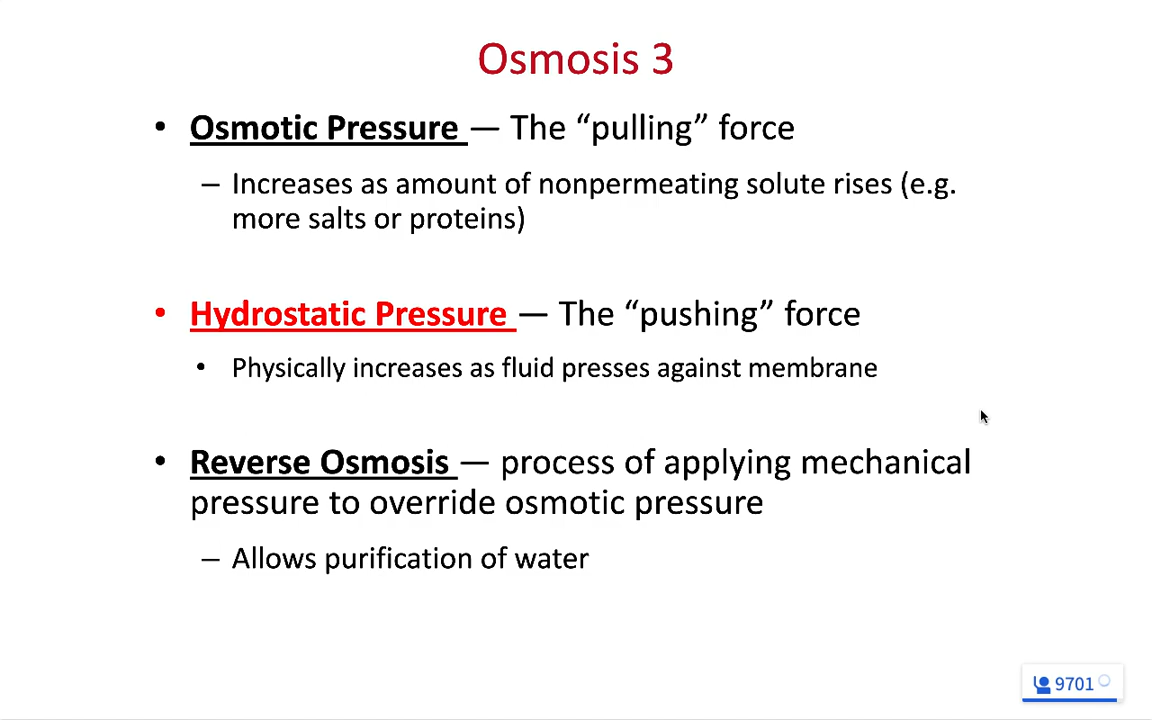 Osmosis 3
• Osmotic Pressure — The “pulling” force
– Increases as amount of nonpermeating solute rises (e.g.
more salts or proteins)
• Hydrostatic Pressure — The “pushing” force
• Physically increases as fluid presses against membrane
• Reverse Osmosis — process of applying mechanical
pressure to override osmotic pressure
– Allows purification of water
9701